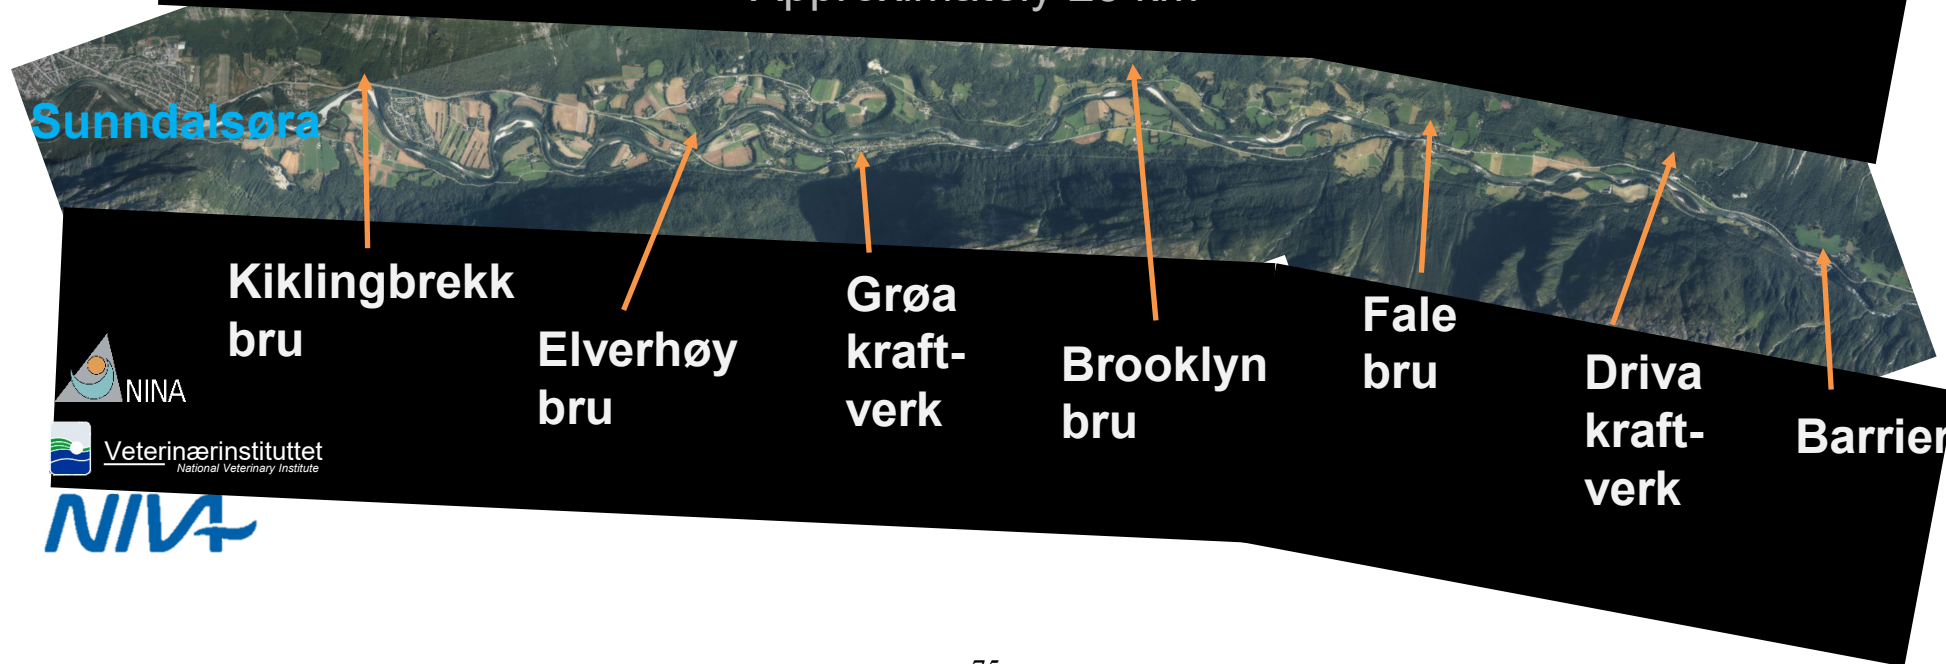 Sunndalsøra
Kiklingbrekk
bru
Elverhøy
bru
Grøa
kraft-
verk
Brooklyn
bru
Fale
bru
Driva
kraft-
verk
Barrier
NINA
Veterinærinstituttet
National Veterinary Institute
NIVA